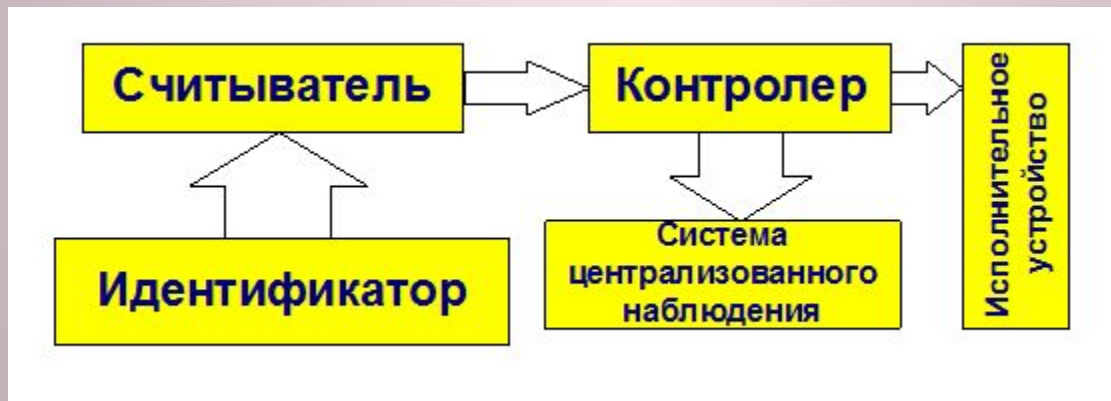 Считыватель
Контролер
Исполнительное
устройство
Идентификатор
Система
централизованного
наблюдения